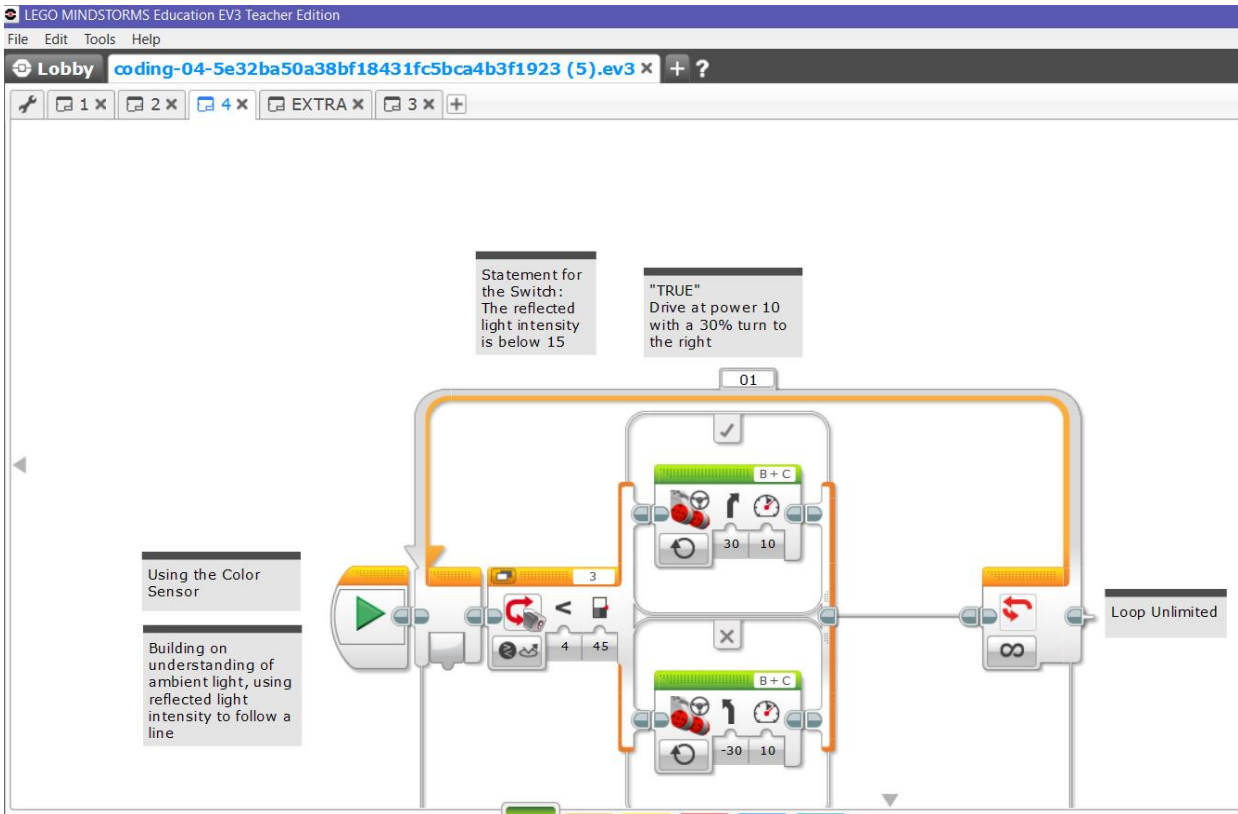 LEGO MINDSTORMS Education EV3 Teacher Edition
File Edit Tools Help
Lobby coding-04-5e32ba50a38bf18431fc5bca4b3f1923 (5).ev3 × + ?
1 × 2 × 4 × EXTRA × 3 × +
Statement for
the Switch:
The reflected
light intensity
is below 15
"TRUE"
Drive at power 10
with a 30% turn to
the right
01
B + C
30 10
Using the Color
Sensor
Building on
understanding of
ambient light, using
reflected light
intensity to follow a
line
3
<
4 45
B + C
-30 10
∞
Loop Unlimited